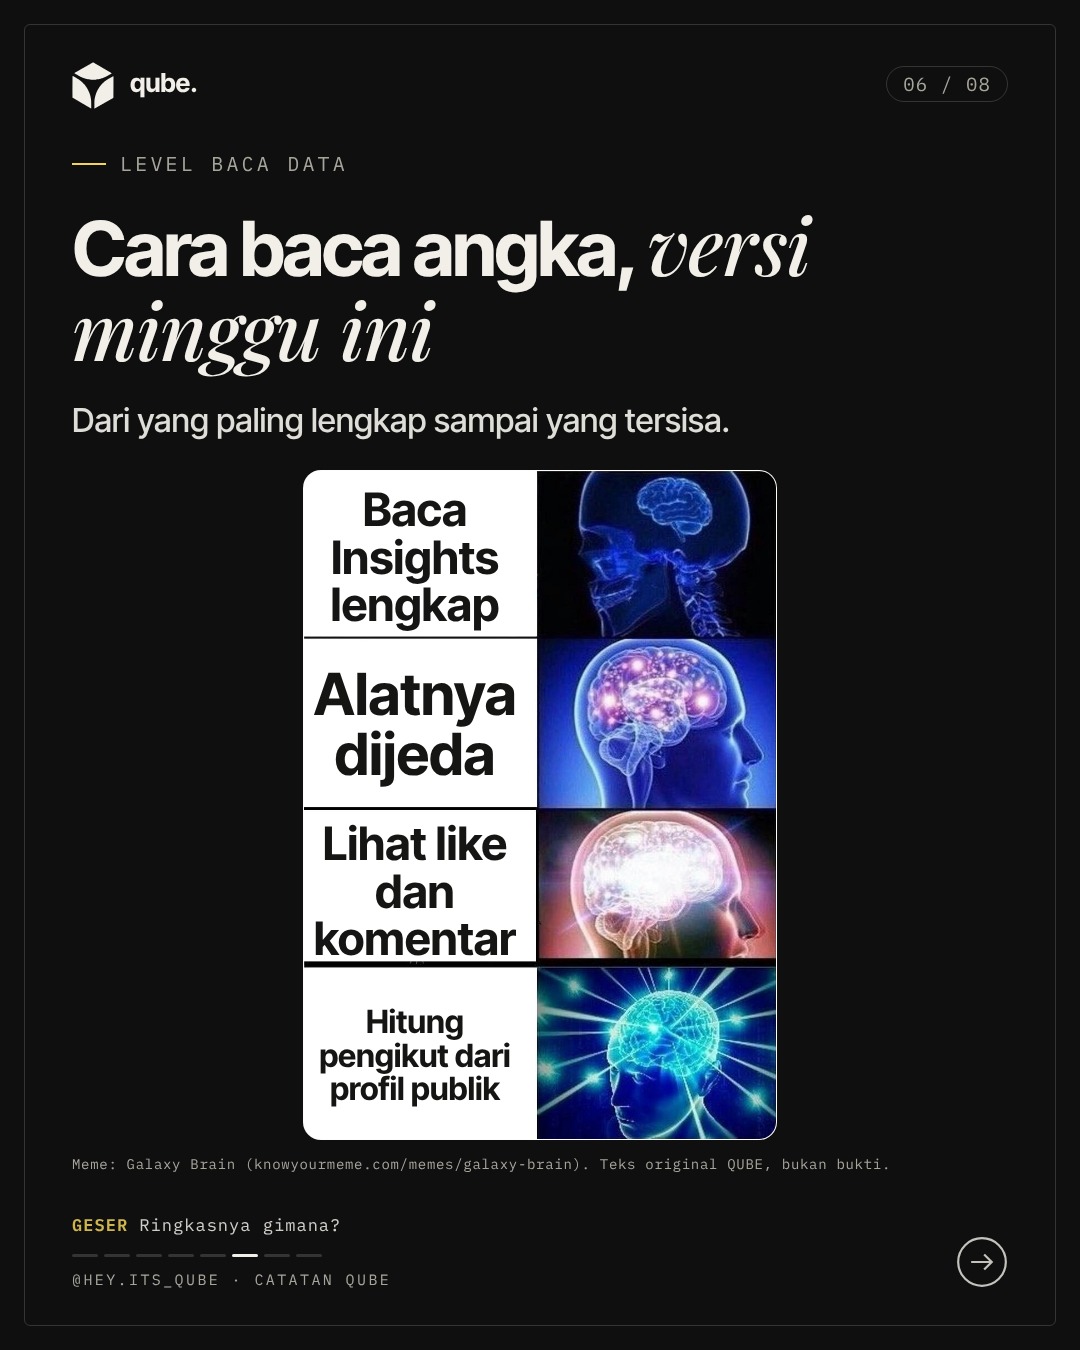 qube.
06 / 08
LEVEL BACA DATA
Cara baca angka, versi
minggu ini
Dari yang paling lengkap sampai yang tersisa.
Baca
Insights
lengkap
Alatnya
dijeda
Lihat like
dan
komentar
Hitung
pengikut dari
profil publik
Meme: Galaxy Brain (knowyourmeme.com/memes/galaxy-brain). Teks original QUBE, bukan bukti.
GESER Ringkasnya gimana?
@HEY.ITS_QUBE · CATATAN QUBE